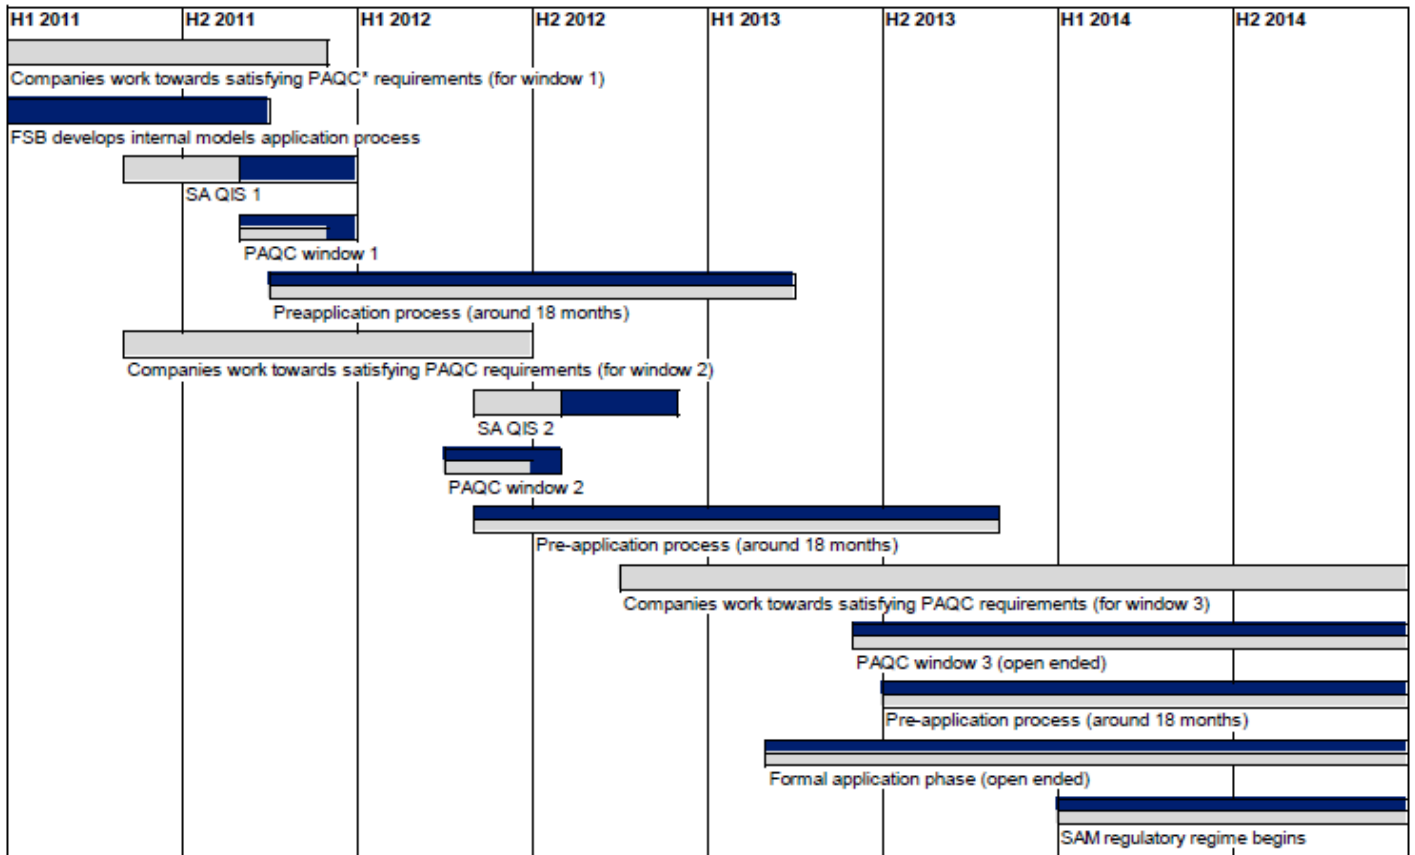 H1 2011 H2 2011 H1 2012 H2 2012 H1 2013 H2 2013 H1 2014 H2 2014
Companies work towards satisfying PAQC* requirements (for window 1)
FSB develops internal models application process
SA QIS 1
PAQC window 1
Preapplication process (around 18 months)
Companies work towards satisfying PAQC requirements (for window 2)
SA QIS 2
PAQC window 2
Pre-application process (around 18 months)
Companies work towards satisfying PAQC requirements (for window 3)
PAQC window 3 (open ended)
Pre-application process (around 18 months)
Formal application phase (open ended)
SAM regulatory regime begins